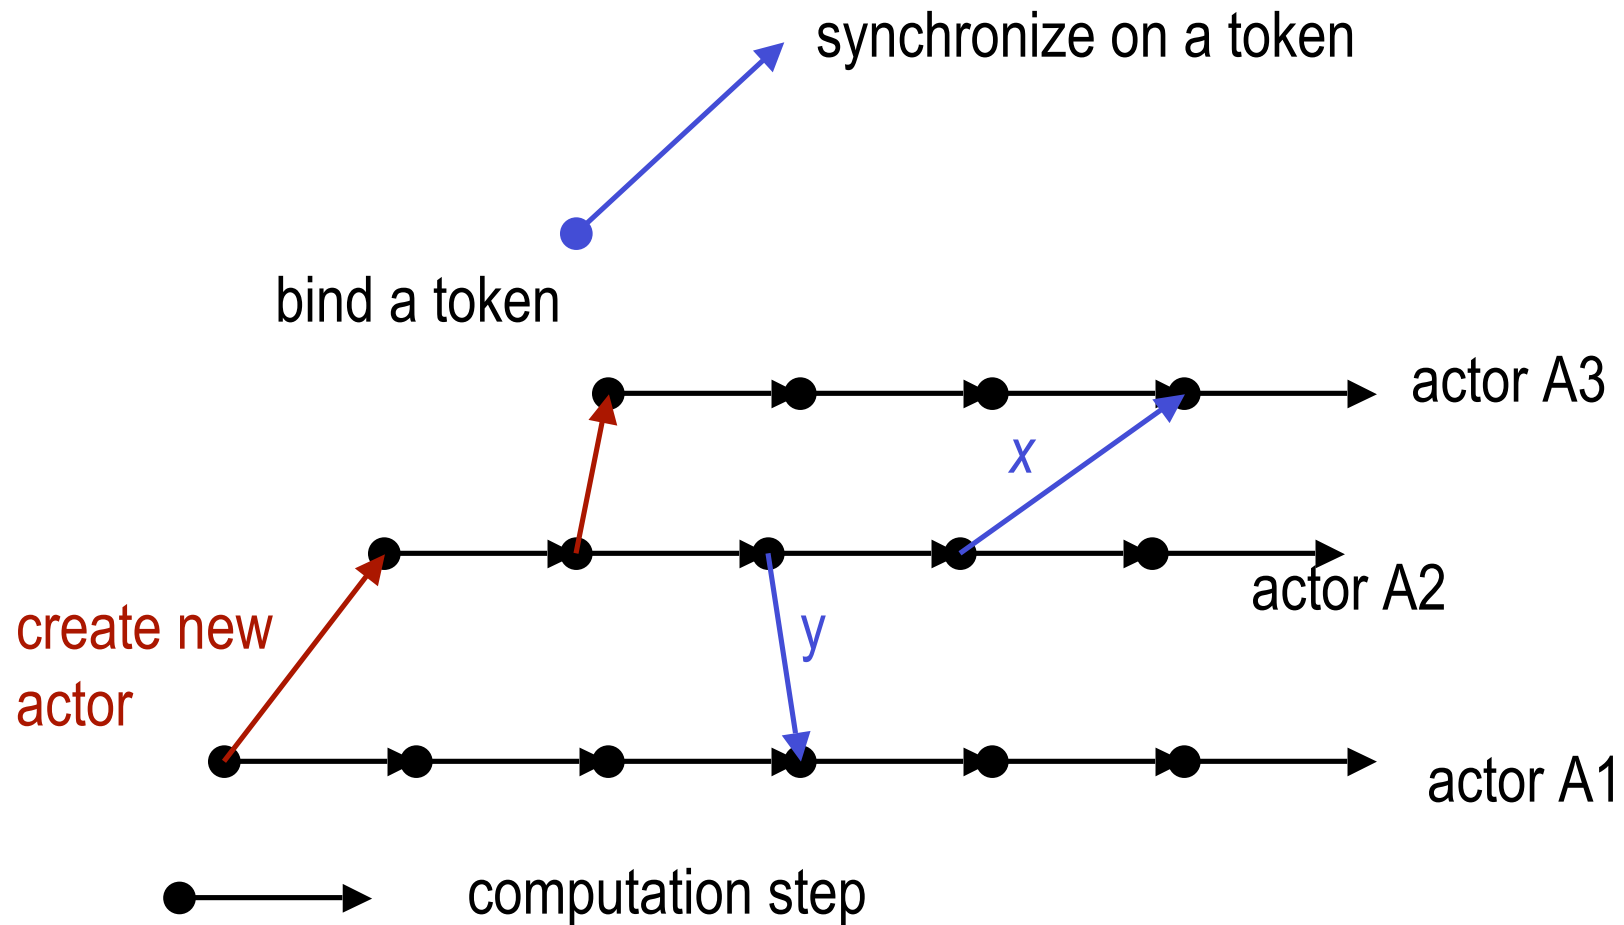 synchronize on a token
bind a token
actor A3
x
actor A2
create new
actor
y
actor A1
computation step